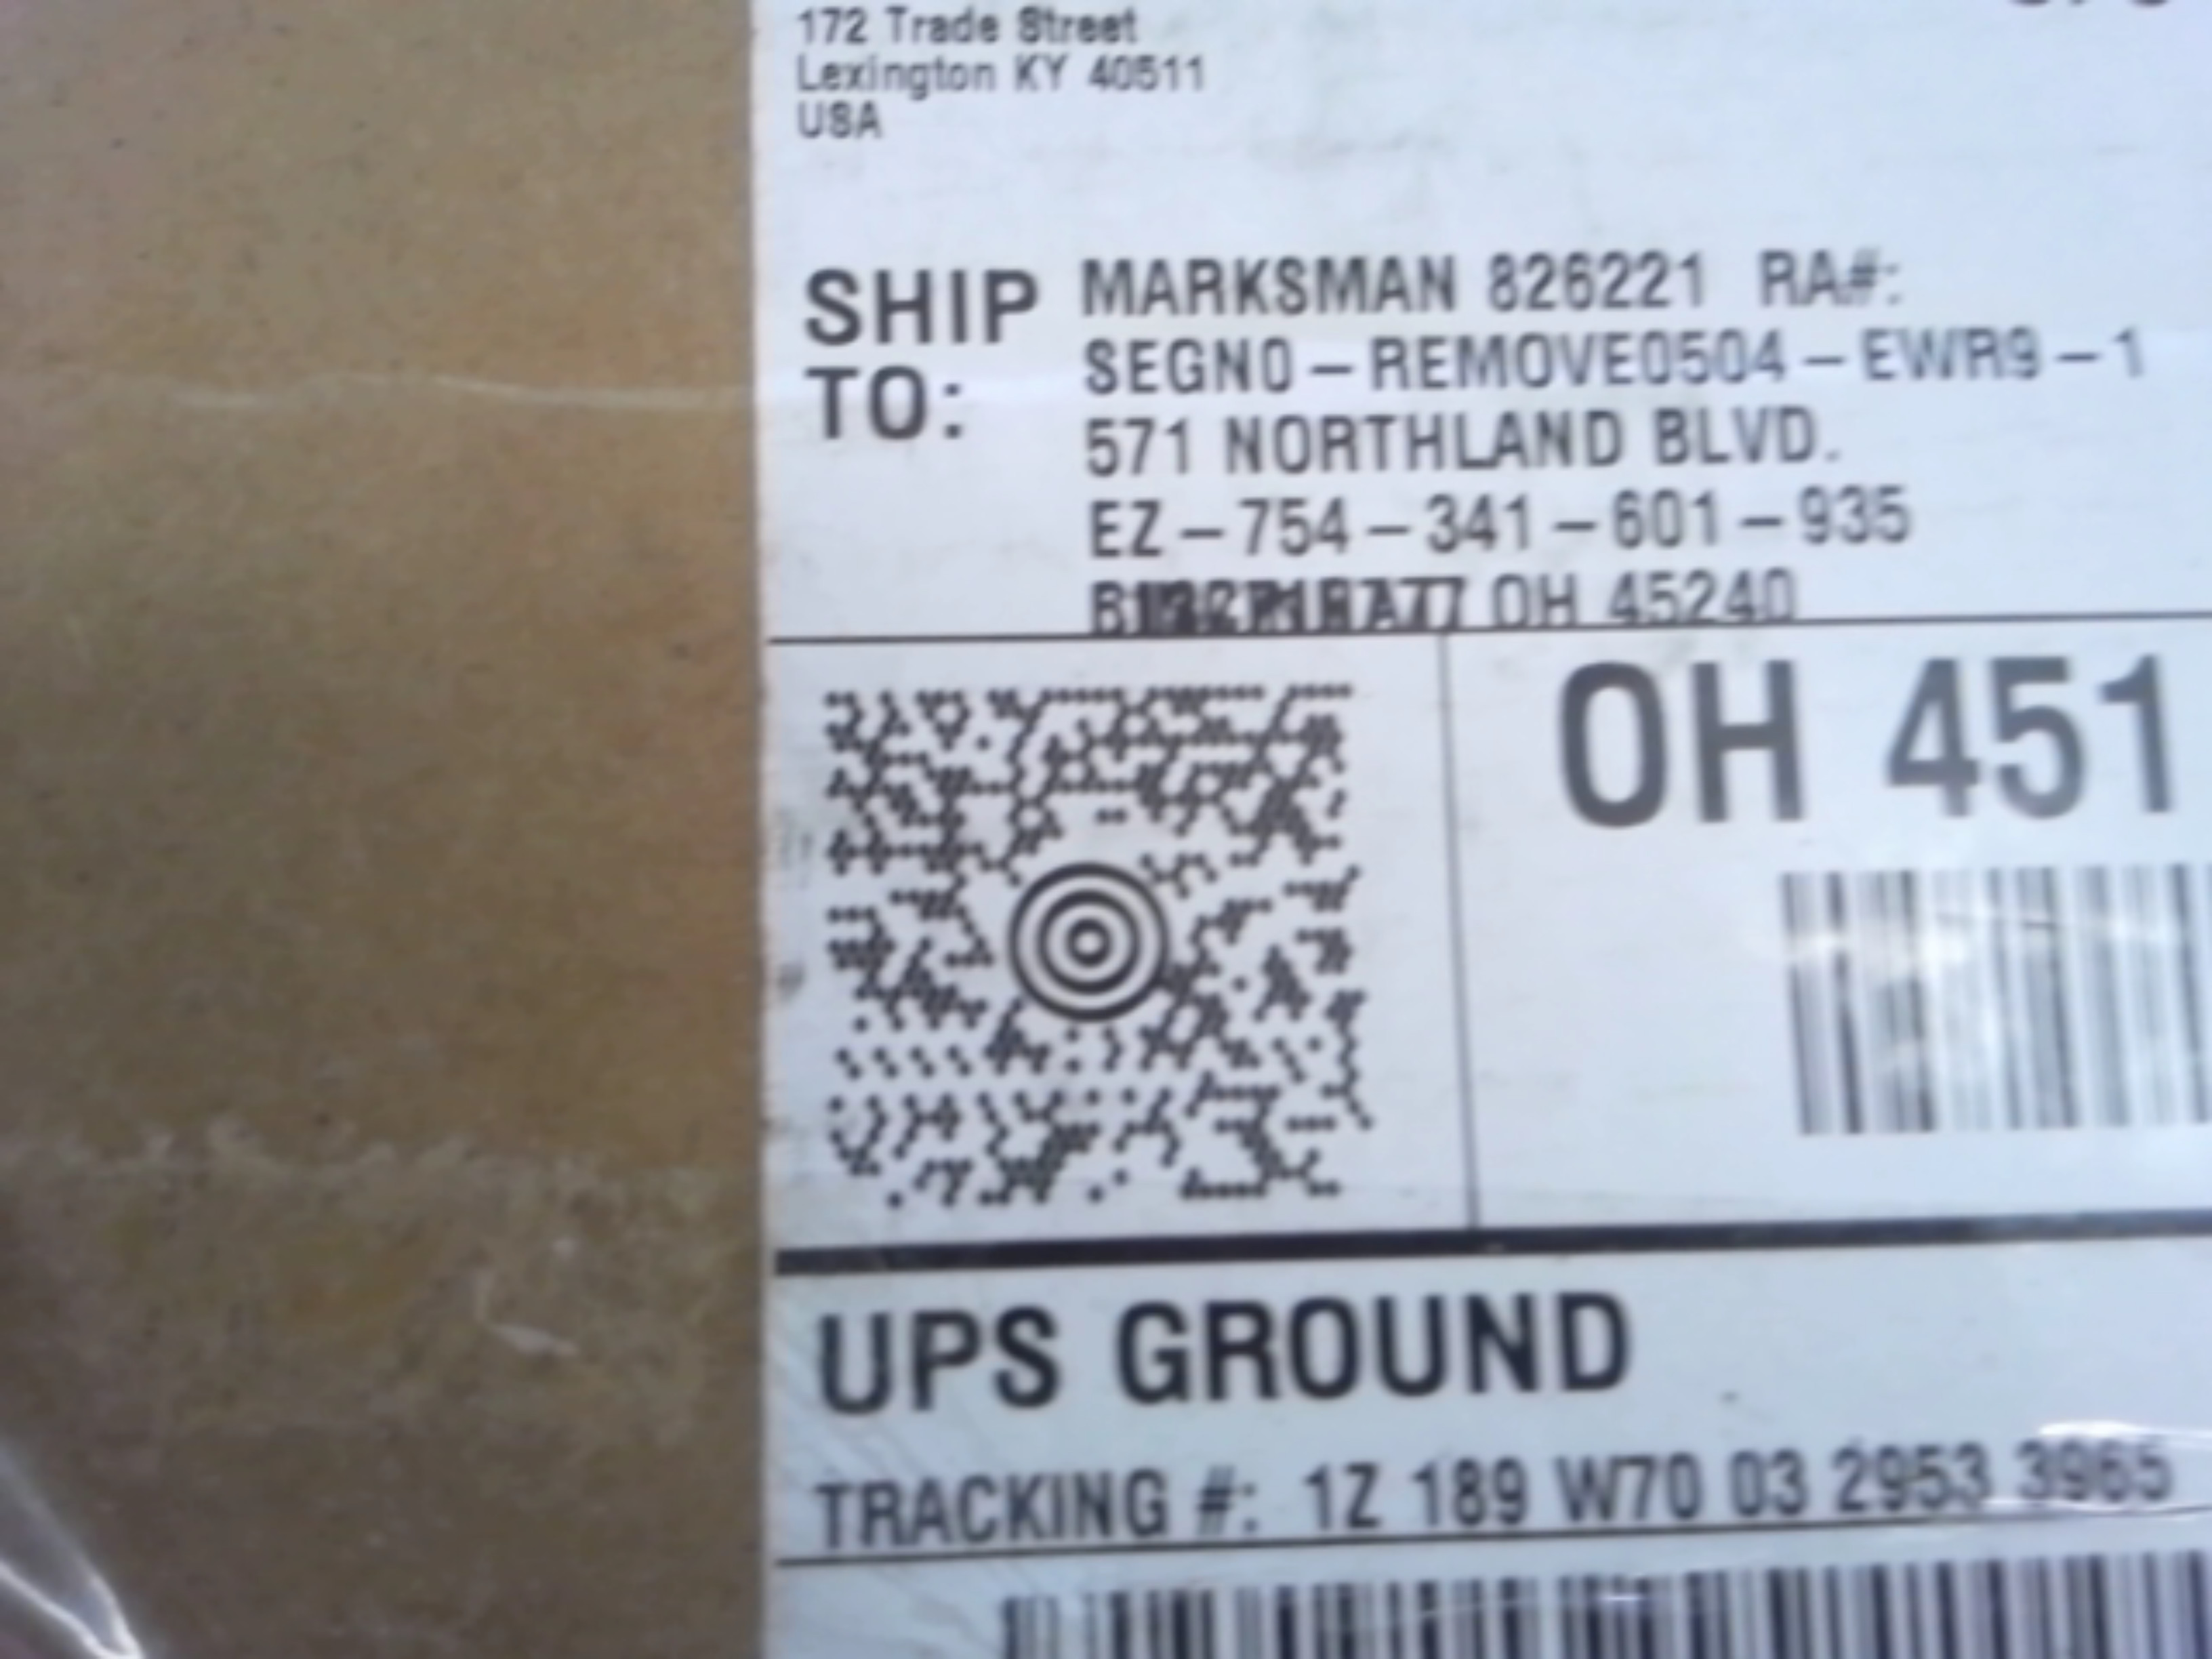 172 Trade Street
Lexington KY 40511
USA
SHIP TO:
MARKSMAN 826221 RA#:
SEGN0-REMOVE0504-EWR9-1
571 NORTHLAND BLVD.
EZ-754-341-601-935
OH 45240
OH 451
UPS GROUND
TRACKING #: 1Z 189 W70 03 2953 3965